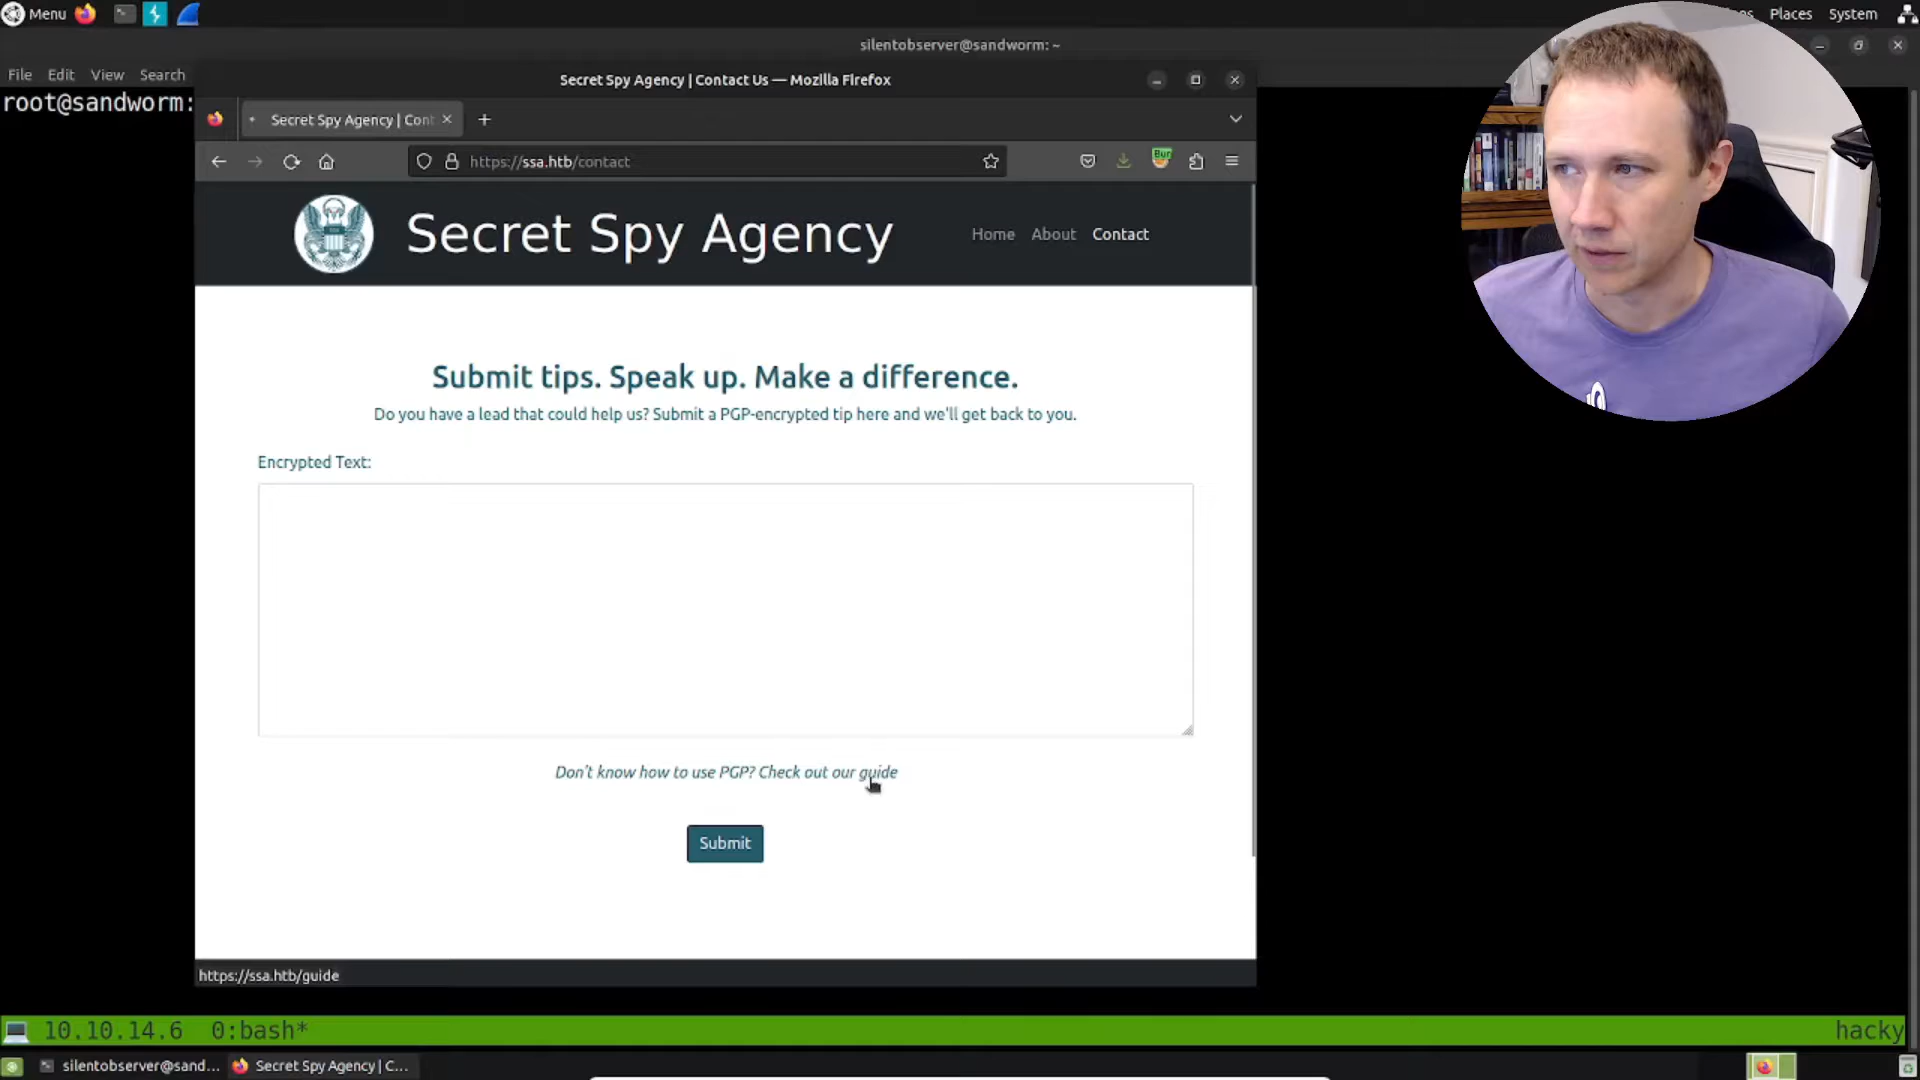 Menu
Places
System
silentobserver@sandworm: ~
File Edit View Search
root@sandworm:
Secret Spy Agency | Contact Us — Mozilla Firefox
Secret Spy Agency | Cont
https://ssa.htb/contact
Bur
Secret Spy Agency
Home About Contact
Submit tips. Speak up. Make a difference.
Do you have a lead that could help us? Submit a PGP-encrypted tip here and we'll get back to you.
Encrypted Text:
Don't know how to use PGP? Check out our guide
Submit
https://ssa.htb/guide
10.10.14.6 0:bash*
hacky
silentobserver@sand...
Secret Spy Agency | C...